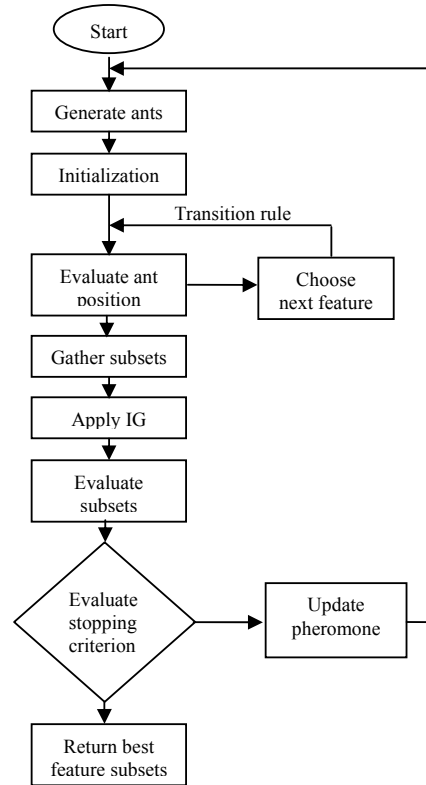 Start
Generate ants
Initialization
Transition rule
Evaluate ant
position
Choose
next feature
Gather subsets
Apply IG
Evaluate
subsets
Evaluate
stopping
criterion
Update
pheromone
Return best
feature subsets